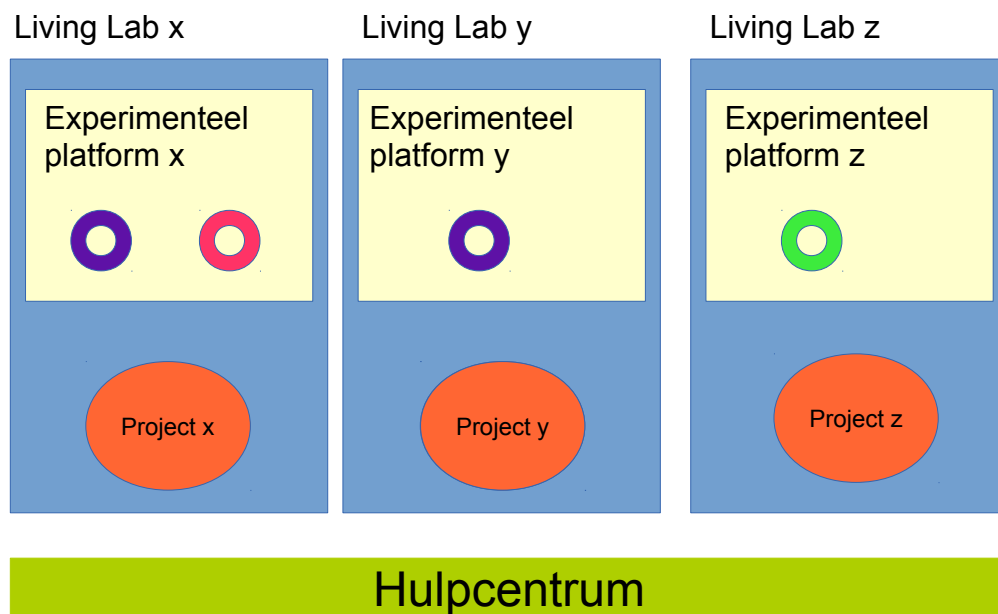 Living Lab x
Living Lab y
Living Lab z
Experimenteel
platform x
Experimenteel
platform y
Experimenteel
platform z
Project x
Project y
Project z
Hulpcentrum